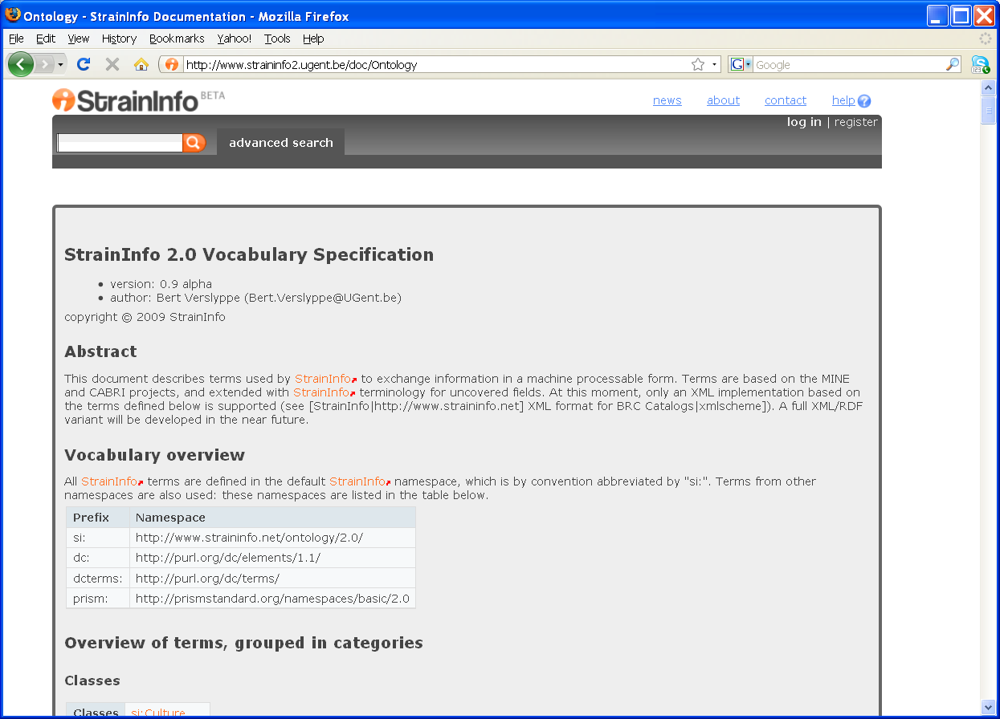 Ontology - StrainInfo Documentation - Mozilla Firefox
File Edit View History Bookmarks Yahoo! Tools Help
http://www.straininfo2.ugent.be/doc/Ontology
G Google
StrainInfo BETA
news about contact help ?
log in | register
advanced search
StrainInfo 2.0 Vocabulary Specification
• version: 0.9 alpha
• author: Bert Verslyppe (Bert.Verslyppe@UGent.be)
copyright © 2009 StrainInfo
Abstract
This document describes terms used by StrainInfo to exchange information in a machine processable form. Terms are based on the MINE
and CABRI projects, and extended with StrainInfo terminology for uncovered fields. At this moment, only an XML implementation based on
the terms defined below is supported (see [StrainInfo|http://www.straininfo.net] XML format for BRC Catalogs|xmlscheme]). A full XML/RDF
variant will be developed in the near future.
Vocabulary overview
All StrainInfo terms are defined in the default StrainInfo namespace, which is by convention abbreviated by "si:". Terms from other
namespaces are also used: these namespaces are listed in the table below.
Prefix Namespace
si: http://www.straininfo.net/ontology/2.0/
dc: http://purl.org/dc/elements/1.1/
dcterms: http://purl.org/dc/terms/
prism: http://prismstandard.org/namespaces/basic/2.0
Overview of terms, grouped in categories
Classes
Classes si:Culture